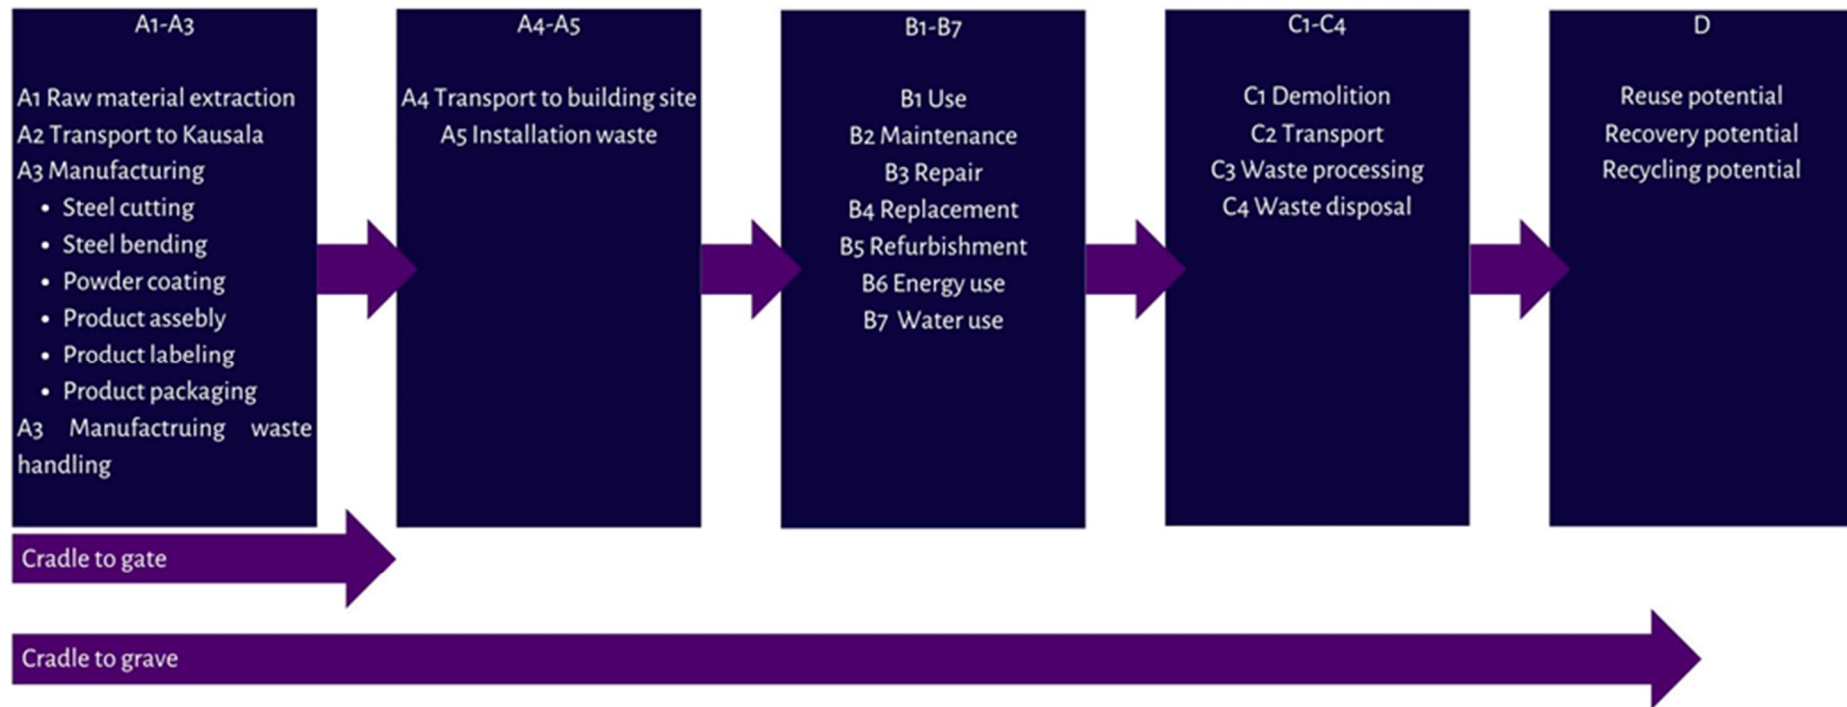 A1-A3
A1 Raw material extraction
A2 Transport to Kausala
A3 Manufacturing
• Steel cutting
• Steel bending
• Powder coating
• Product assebly
• Product labeling
• Product packaging
A3 Manufactruing waste
handling
A4-A5
A4 Transport to building site
A5 Installation waste
B1-B7
B1 Use
B2 Maintenance
B3 Repair
B4 Replacement
B5 Refurbishment
B6 Energy use
B7 Water use
C1-C4
C1 Demolition
C2 Transport
C3 Waste processing
C4 Waste disposal
D
Reuse potential
Recovery potential
Recycling potential
Cradle to gate
Cradle to grave